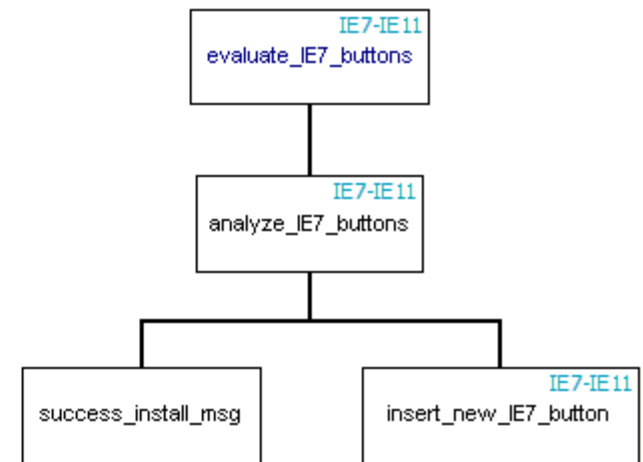 IE7-IE11
evaluate_IE7_buttons
IE7-IE11
analyze_IE7_buttons
success_install_msg
IE7-IE11
insert_new_IE7_button